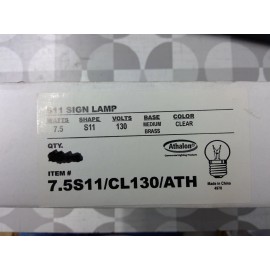 S11 SIGN LAMP
WATTS SHAPE VOLTS BASE COLOR
7.5 S11 130 MEDIUM BRASS CLEAR
QTY.
Athalon
ITEM #
Made in China
7.5S11/CL130/ATH